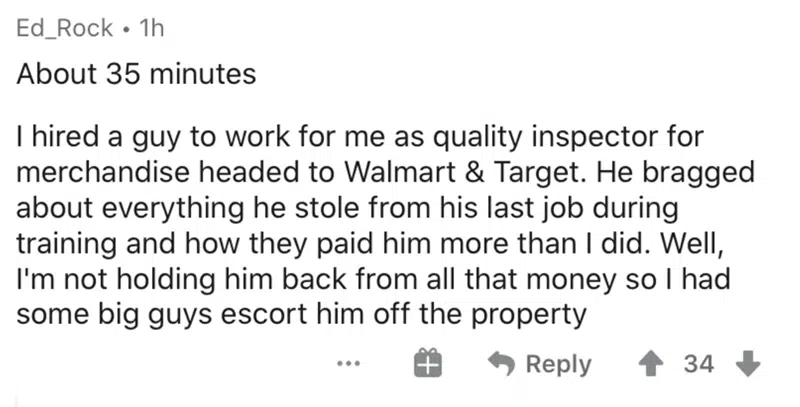 Ed_Rock • 1h
About 35 minutes
I hired a guy to work for me as quality inspector for
merchandise headed to Walmart & Target. He bragged
about everything he stole from his last job during
training and how they paid him more than I did. Well,
I'm not holding him back from all that money so I had
some big guys escort him off the property
... Reply 34